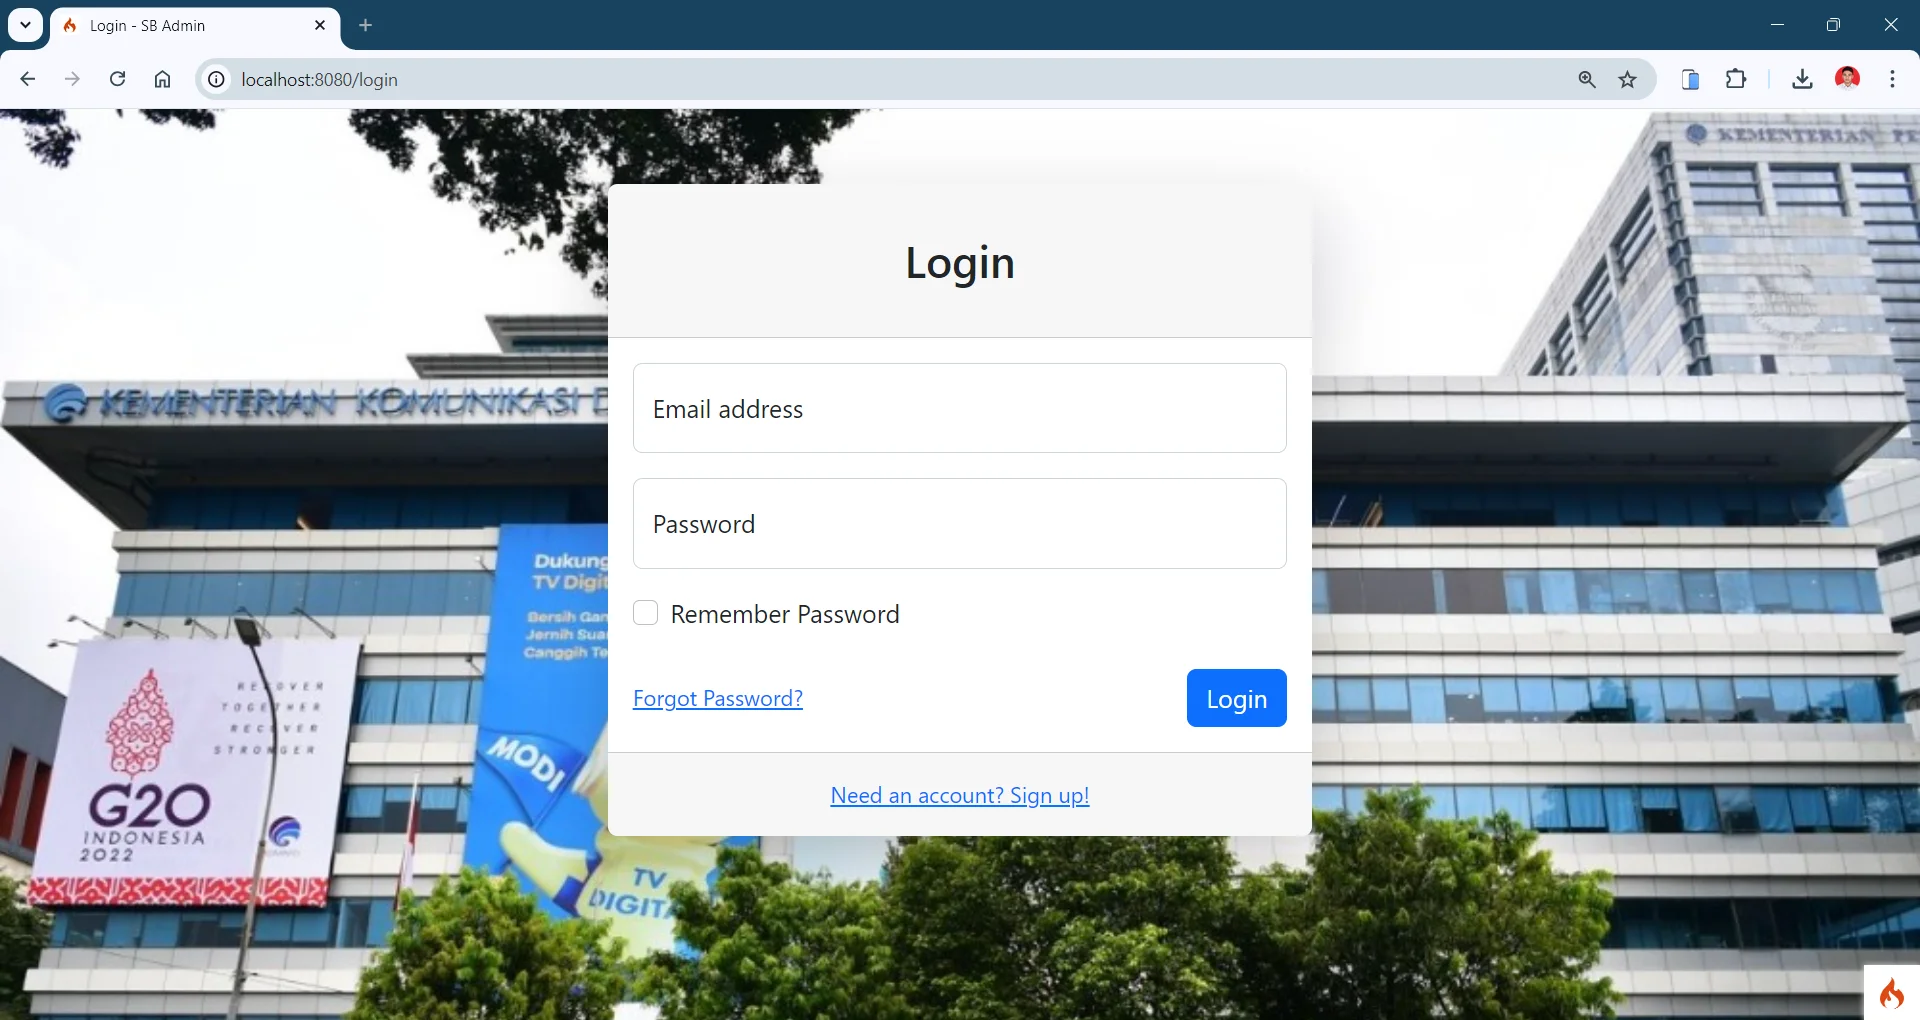 Login - SB Admin
localhost:8080/login
KEMENTERIAN PE
Login
KEMENTERIAN KOMUNIKASI D
Email address
Password
Dukung
TV Digit
Bersih Gan
Jernih Sua
Canggih Te
Remember Password
Forgot Password?
Login
RECOVER
TOGETHER
RECOVER
STRONGER
MODI
G20
INDONESIA
2022
Need an account? Sign up!
TV
DIGITA